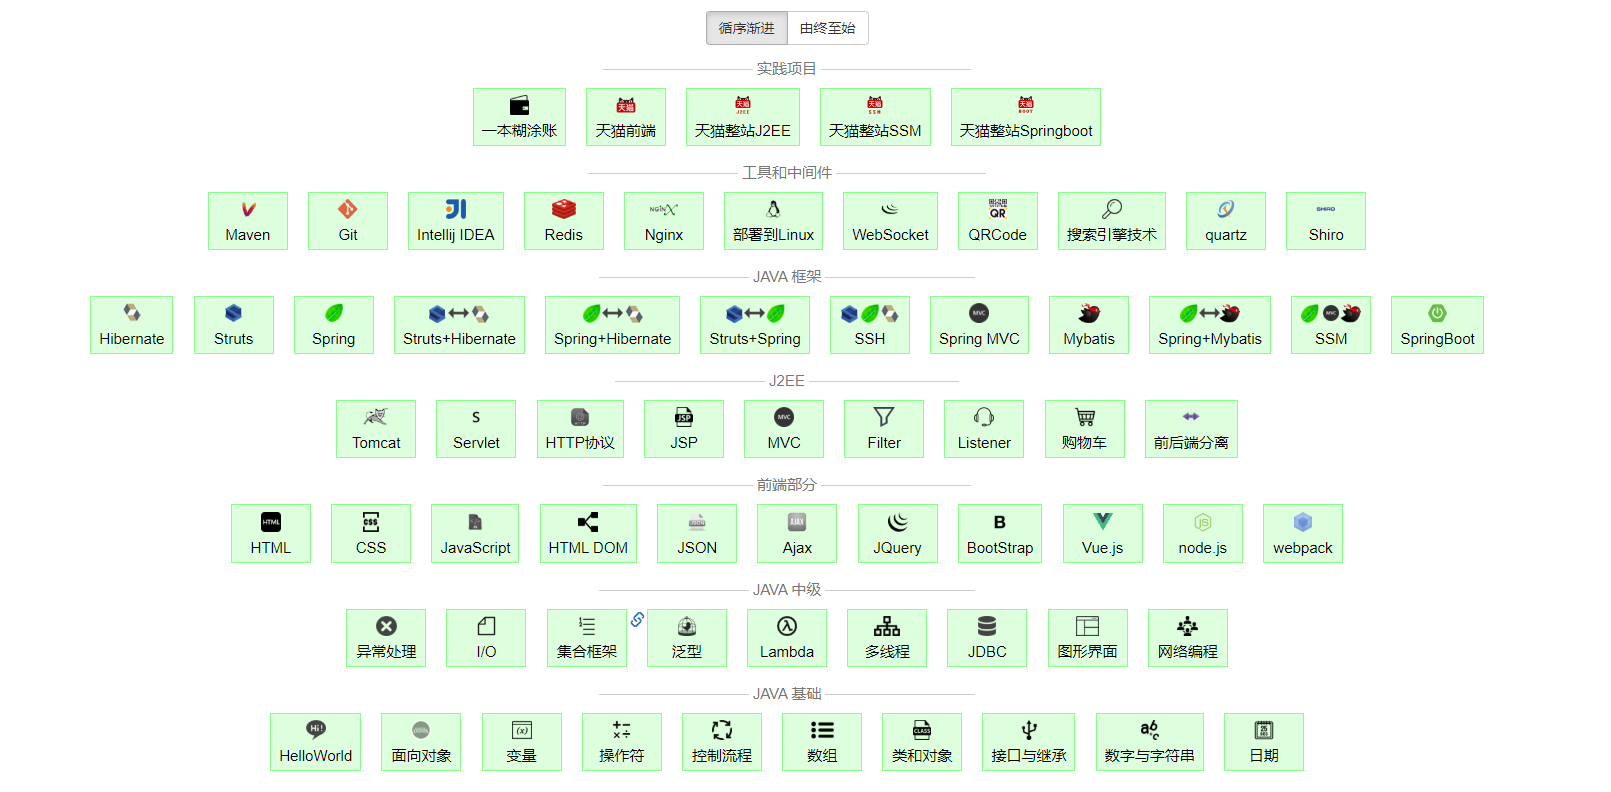 循序渐进 由终至始
实践项目
一本糊涂账 天猫前端 天猫整站J2EE 天猫整站SSM 天猫整站Springboot
工具和中间件
Maven Git Intellij IDEA Redis Nginx 部署到Linux WebSocket QRCode 搜索引擎技术 quartz Shiro
JAVA 框架
Hibernate Struts Spring Struts+Hibernate Spring+Hibernate Struts+Spring SSH Spring MVC Mybatis Spring+Mybatis SSM SpringBoot
J2EE
Tomcat Servlet HTTP协议 JSP MVC Filter Listener 购物车 前后端分离
前端部分
HTML CSS JavaScript HTML DOM JSON Ajax JQuery BootStrap Vue.js node.js webpack
JAVA 中级
异常处理 I/O 集合框架 泛型 Lambda 多线程 JDBC 图形界面 网络编程
JAVA 基础
HelloWorld 面向对象 变量 操作符 控制流程 数组 类和对象 接口与继承 数字与字符串 日期